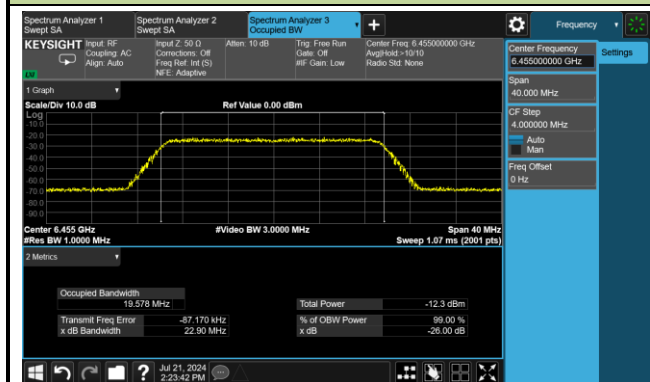 Spectrum Analyzer 1
Swept SA
Spectrum Analyzer 2
Swept SA
Spectrum Analyzer 3
Occupied BW
+
Frequency
KEYSIGHT
Input: RF
Coupling: AC
Align: Auto
Input Z: 50 Ω
Corrections: Off
Freq Ref: Int (S)
NFE: Adaptive
Atten: 10 dB
Trig: Free Run
Gate: Off
#IF Gain: Low
Center Freq: 6.455000000 GHz
Avg|Hold:>10/10
Radio Std: None
Center Frequency
6.455000000 GHz
Settings
Span
40.000 MHz
CF Step
4.000000 MHz
Auto
Man
Freq Offset
0 Hz
1 Graph
Scale/Div 10.0 dB
Ref Value 0.00 dBm
Log
-10.0
-20.0
-30.0
-40.0
-50.0
-60.0
-70.0
-80.0
-90.0
Center 6.455 GHz
#Video BW 3.0000 MHz
Span 40 MHz
#Res BW 1.0000 MHz
Sweep 1.07 ms (2001 pts)
2 Metrics
Occupied Bandwidth
19.578 MHz
Total Power
-12.3 dBm
Transmit Freq Error
-87.170 kHz
% of OBW Power
99.00 %
x dB Bandwidth
22.90 MHz
x dB
-26.00 dB
?
Jul 21, 2024
2:23:42 PM